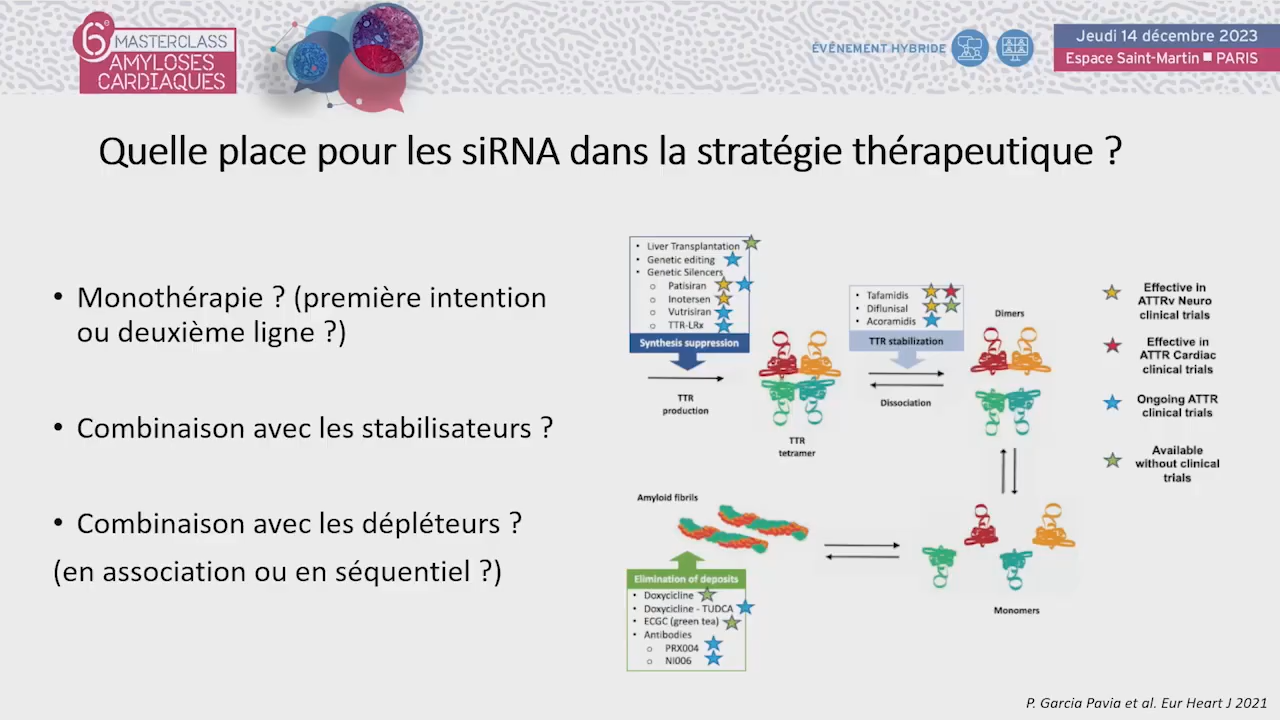 6e MASTERCLASS
AMYLOSES
CARDIAQUES
ÉVÉNEMENT HYBRIDE
Jeudi 14 décembre 2023
Espace Saint-Martin ■ PARIS
Quelle place pour les siRNA dans la stratégie thérapeutique ?
• Monothérapie ? (première intention
ou deuxième ligne ?)
• Combinaison avec les stabilisateurs ?
• Combinaison avec les dépléteurs ?
(en association ou en séquentiel ?)
• Liver Transplantation
• Genetic editing
• Genetic Silencers
o Patisiran
o Inotersen
o Vutrisiran
o TTR-LRx
Synthesis suppression
TTR
production
TTR
tetramer
• Tafamidis
• Diflunisal
• Acoramidis
TTR stabilization
Dissociation
Dimers
Monomers
Amyloid fibrils
Elimination of deposits
• Doxycicline
• Doxycicline - TUDCA
• ECGC (green tea)
• Antibodies
o PRX004
o NI006
Effective in
ATTRv Neuro
clinical trials
Effective in
ATTR Cardiac
clinical trials
Ongoing ATTR
clinical trials
Available
without clinical
trials
P. Garcia Pavia et al. Eur Heart J 2021